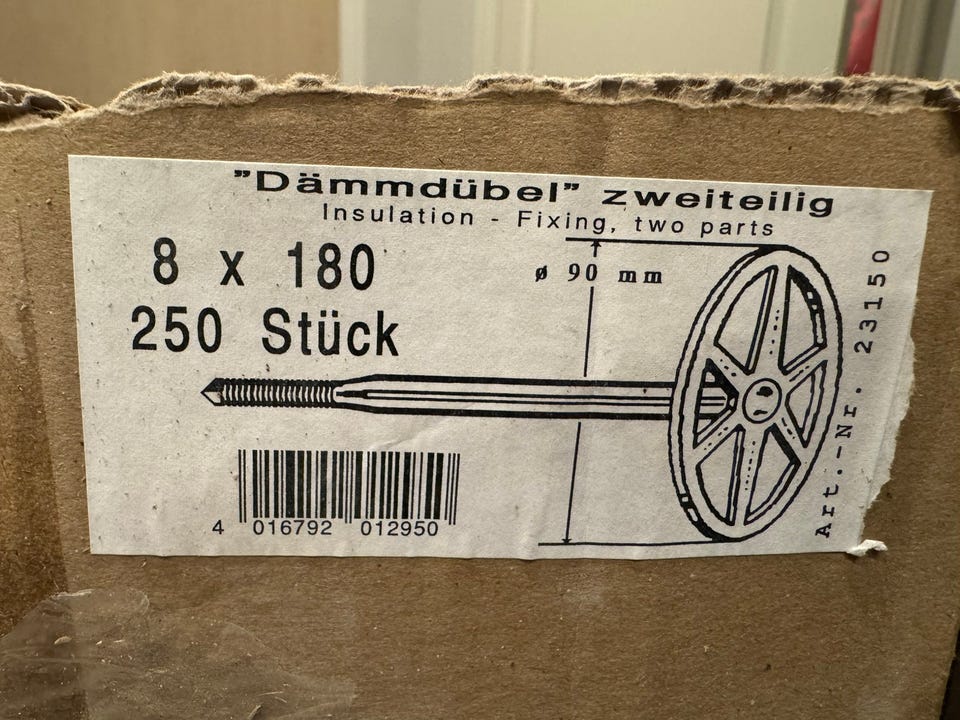 "Dämmdübel" zweiteilig
Insulation - Fixing, two parts
8 x 180
ø 90 mm
250 Stück
Art.-Nr. 23150
4 016792 012950